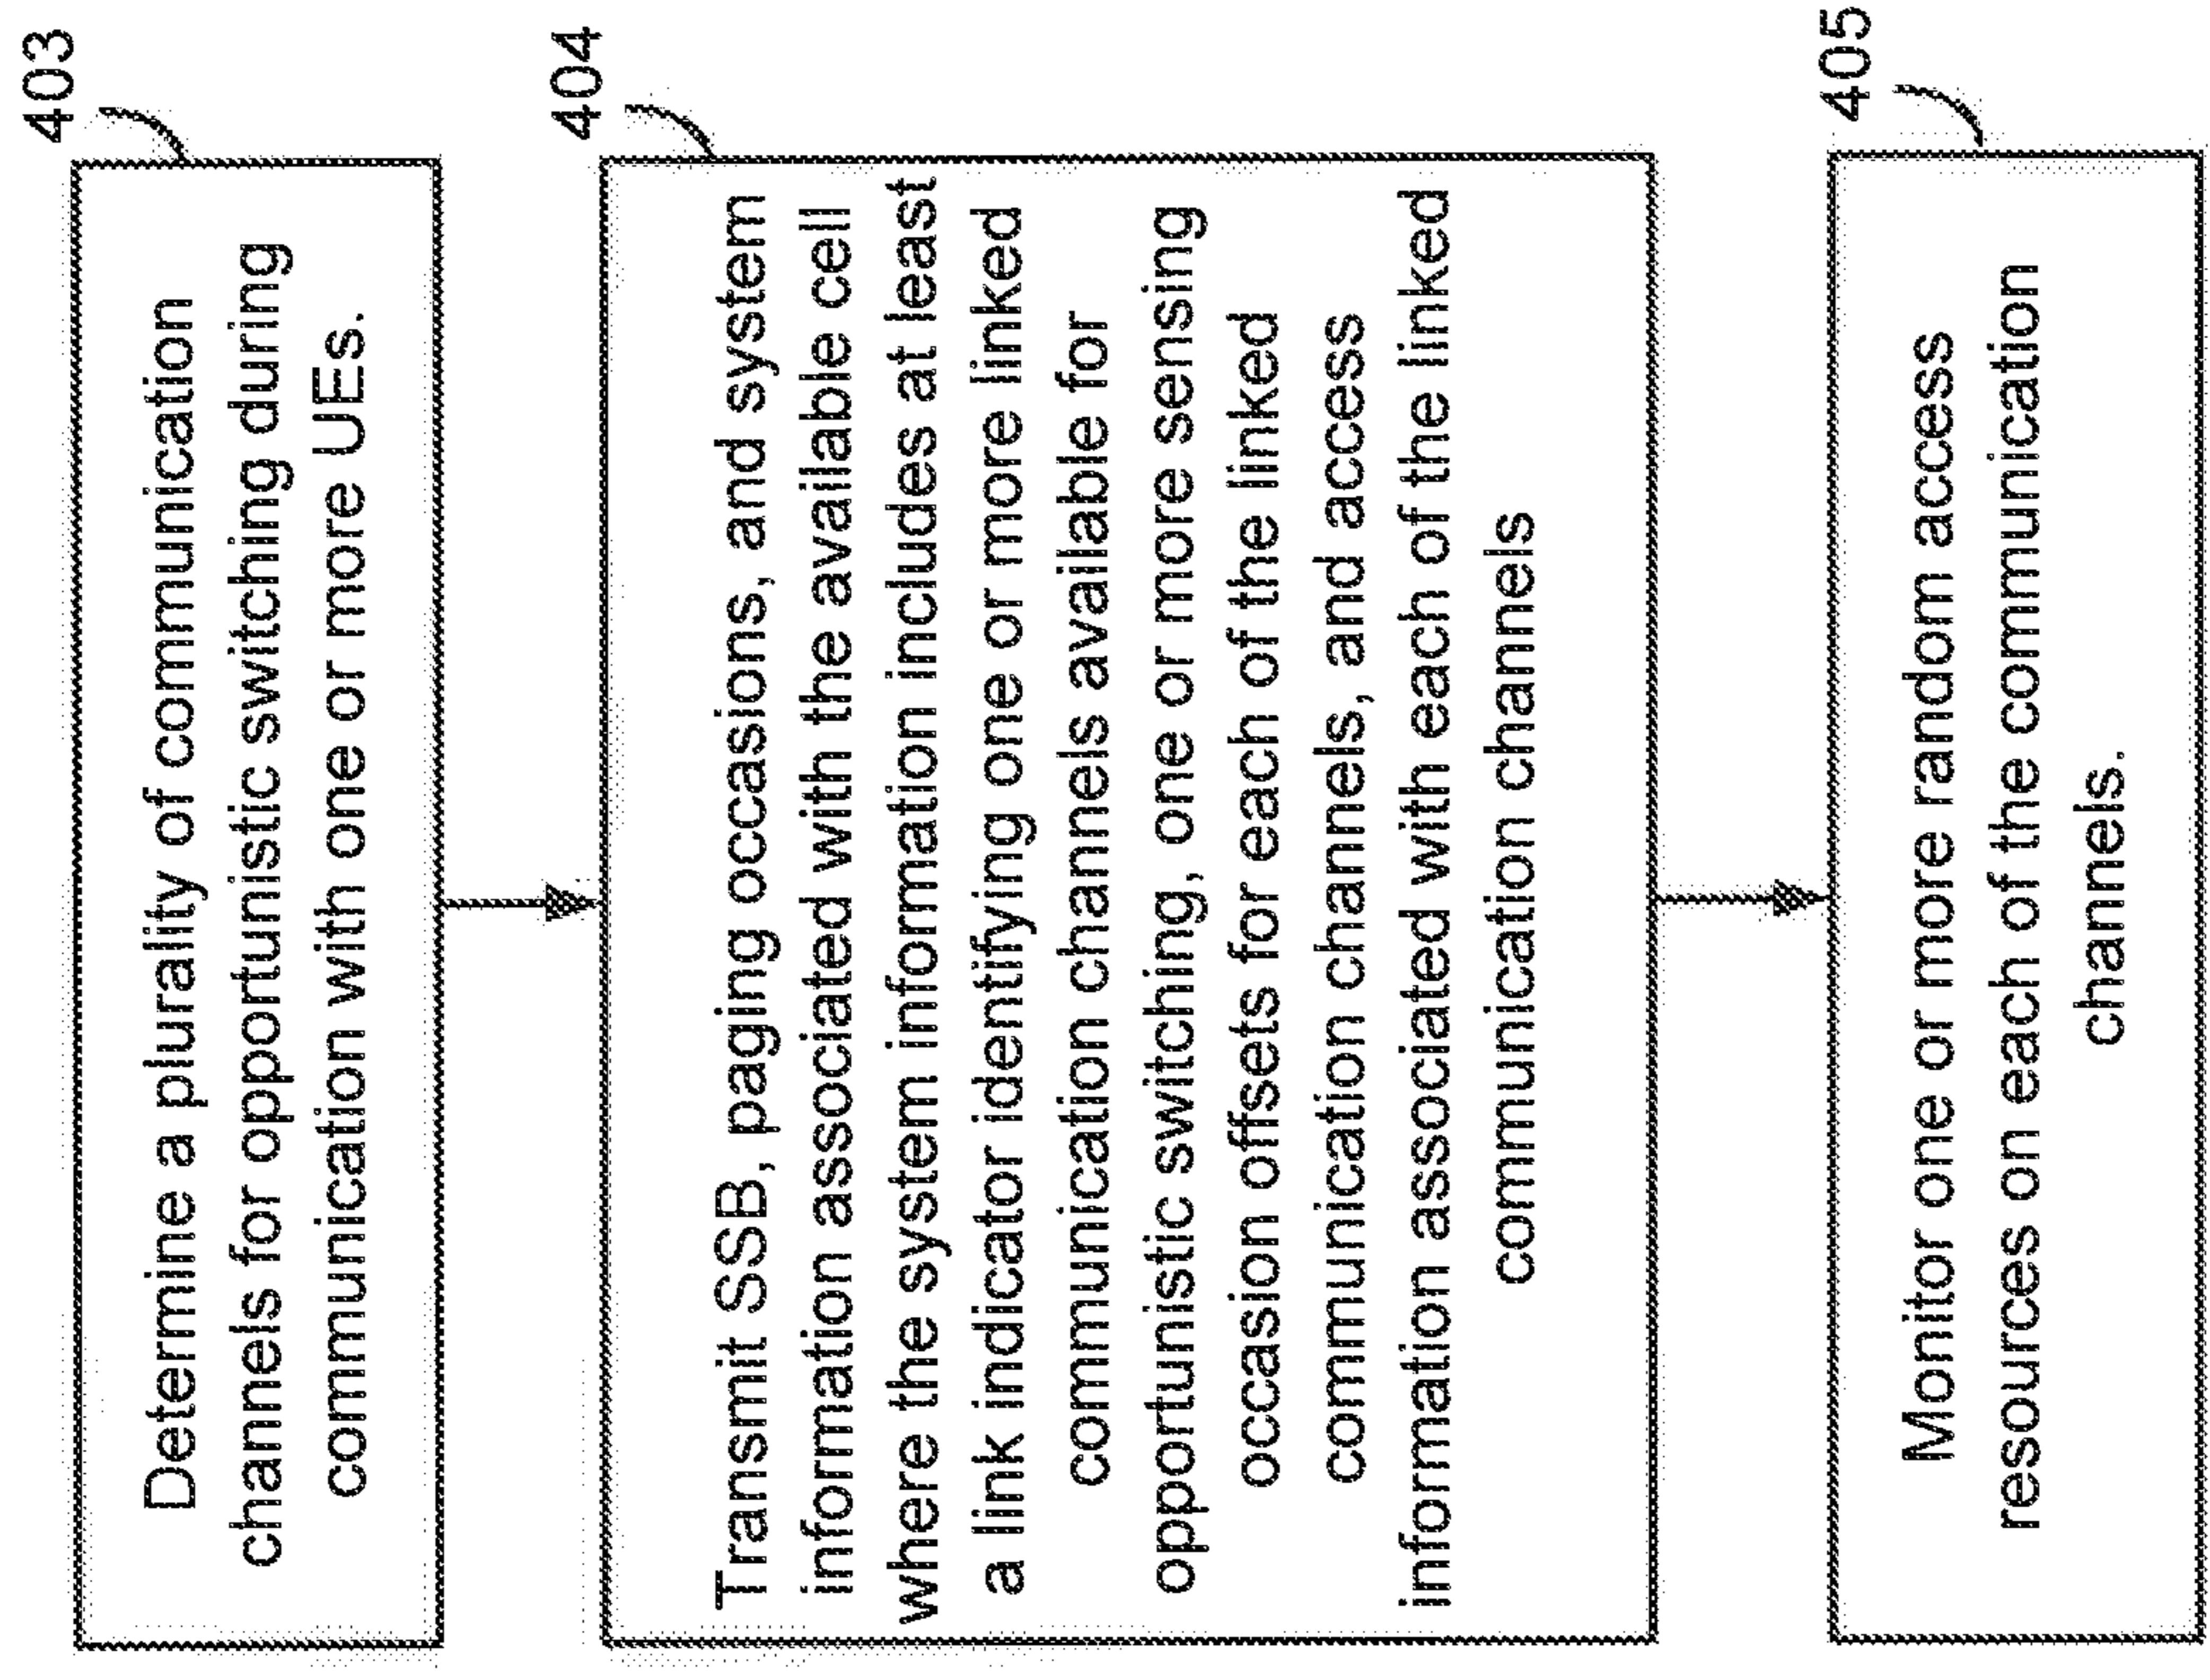 403
Determine a plurality of communication
channels for opportunistic switching during
communication with one or more UEs.
404
Transmit SSB, paging occasions, and system
information associated with the available cell
where the system information includes at least
a link indicator identifying one or more linked
communication channels available for
opportunistic switching, one or more sensing
occasion offsets for each of the linked
communication channels, and access
information associated with each of the linked
communication channels
405
Monitor one or more random access
resources on each of the communication
channels.